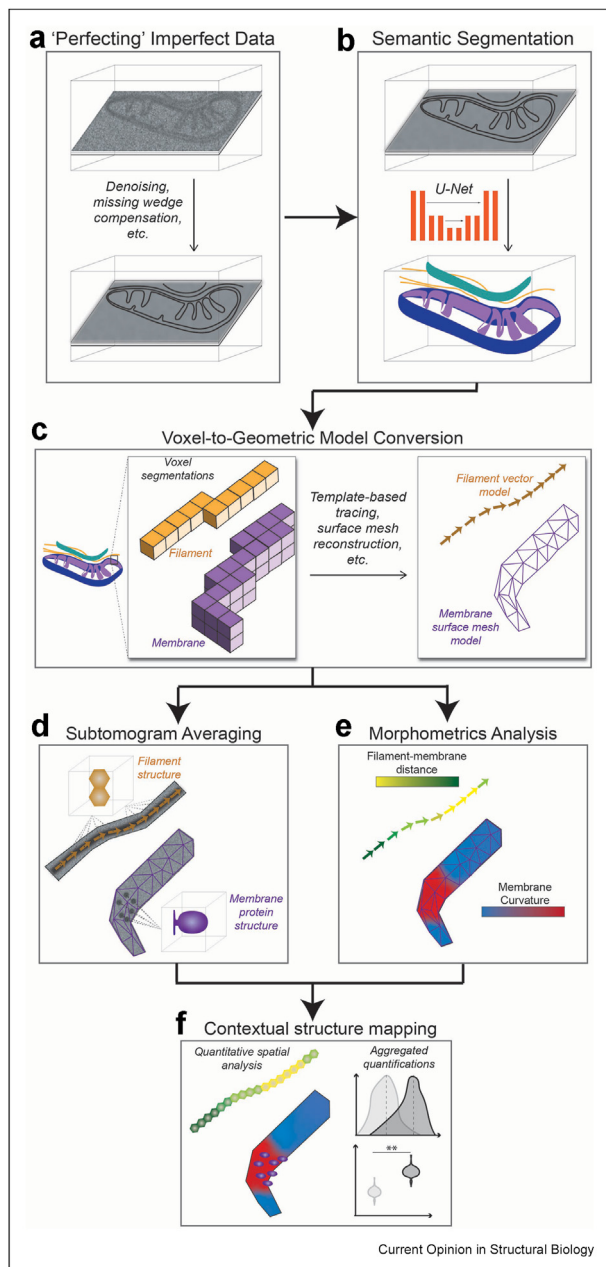 a 'Perfecting' Imperfect Data
Denoising,
missing wedge
compensation,
etc.
b Semantic Segmentation
U-Net
c Voxel-to-Geometric Model Conversion
Voxel
segmentations
Filament
Membrane
Template-based
tracing,
surface mesh
reconstruction,
etc.
Filament vector
model
Membrane
surface mesh
model
d Subtomogram Averaging
Filament
structure
Membrane
protein
structure
e Morphometrics Analysis
Filament-membrane
distance
Membrane
Curvature
f Contextual structure mapping
Quantitative spatial
analysis
Aggregated
quantifications
**
Current Opinion in Structural Biology